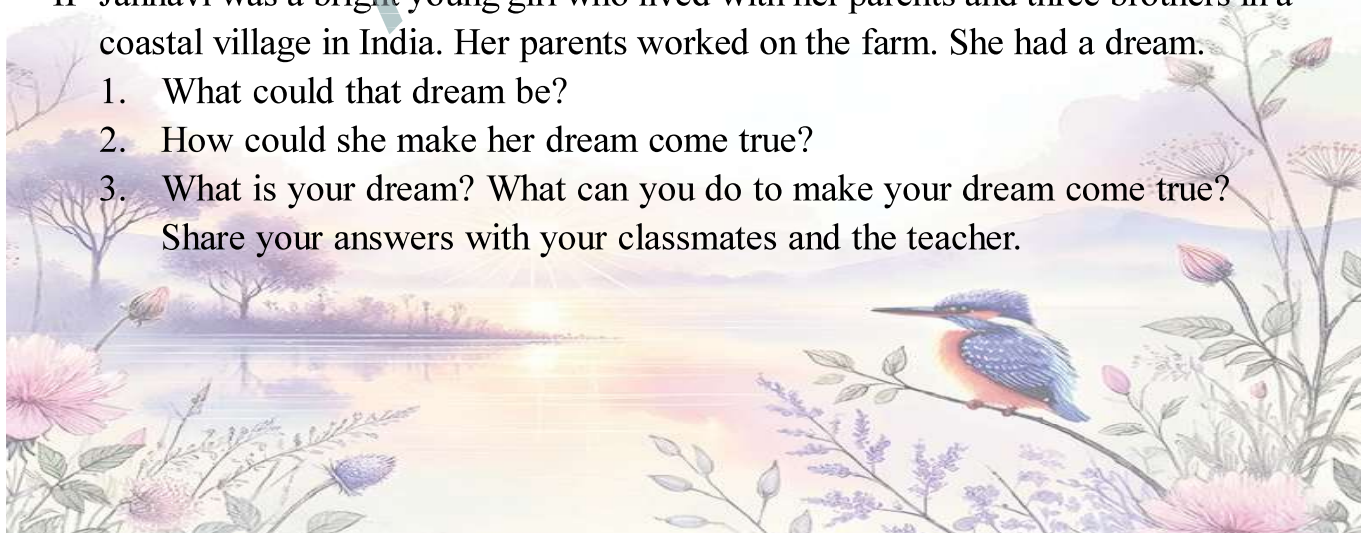 II Jahnavi was a bright young girl who lived with her parents and three brothers in a
coastal village in India. Her parents worked on the farm. She had a dream.
1. What could that dream be?
2. How could she make her dream come true?
3. What is your dream? What can you do to make your dream come true?
Share your answers with your classmates and the teacher.